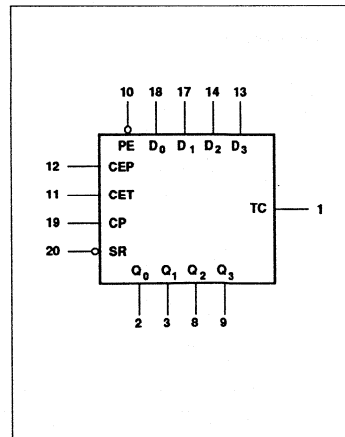 10 18 17 14 13
PE D0 D1 D2 D3
12 CEP
11 CET
TC 1
19 CP
20 SR
Q0 Q1 Q2 Q3
2 3 8 9